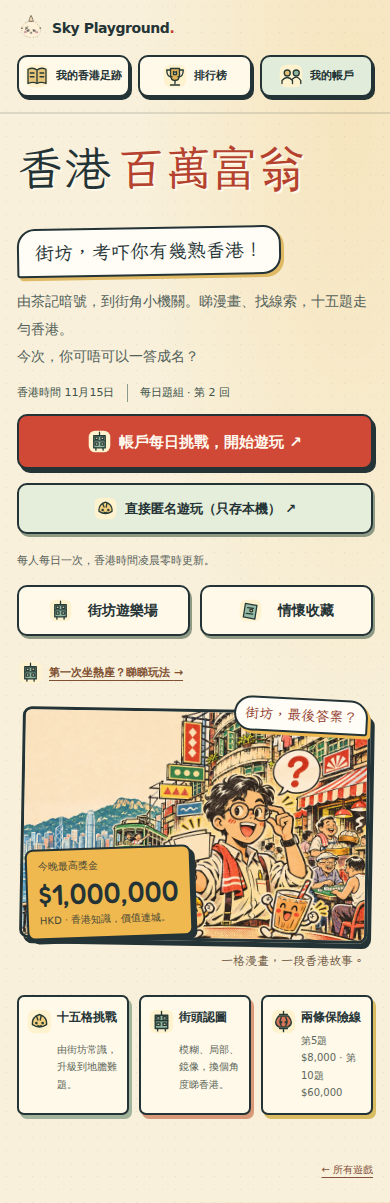 Sky Playground.
我的香港足跡
排行榜
我的帳戶
香港百萬富翁
街坊，考吓你有幾熟香港！
由茶記暗號，到街角小機關。睇漫畫、找線索，十五題走
勻香港。
今次，你可唔可以一答成名？
香港時間 11月15日
每日題組 · 第 2 回
帳戶每日挑戰，開始遊玩 ↗
直接匿名遊玩（只存本機） ↗
每人每日一次，香港時間凌晨零時更新。
街坊遊樂場
情懷收藏
第一次坐熱座？睇睇玩法 →
街坊，最後答案？
?
今晚最高獎金
$1,000,000
HKD · 香港知識，價值連城。
一格漫畫，一段香港故事。
十五格挑戰
由街坊常識，
升級到地膽難
題。
街頭認圖
模糊、局部、
鏡像，換個角
度睇香港。
兩條保險線
第5題
$8,000 · 第
10題
$60,000
← 所有遊戲